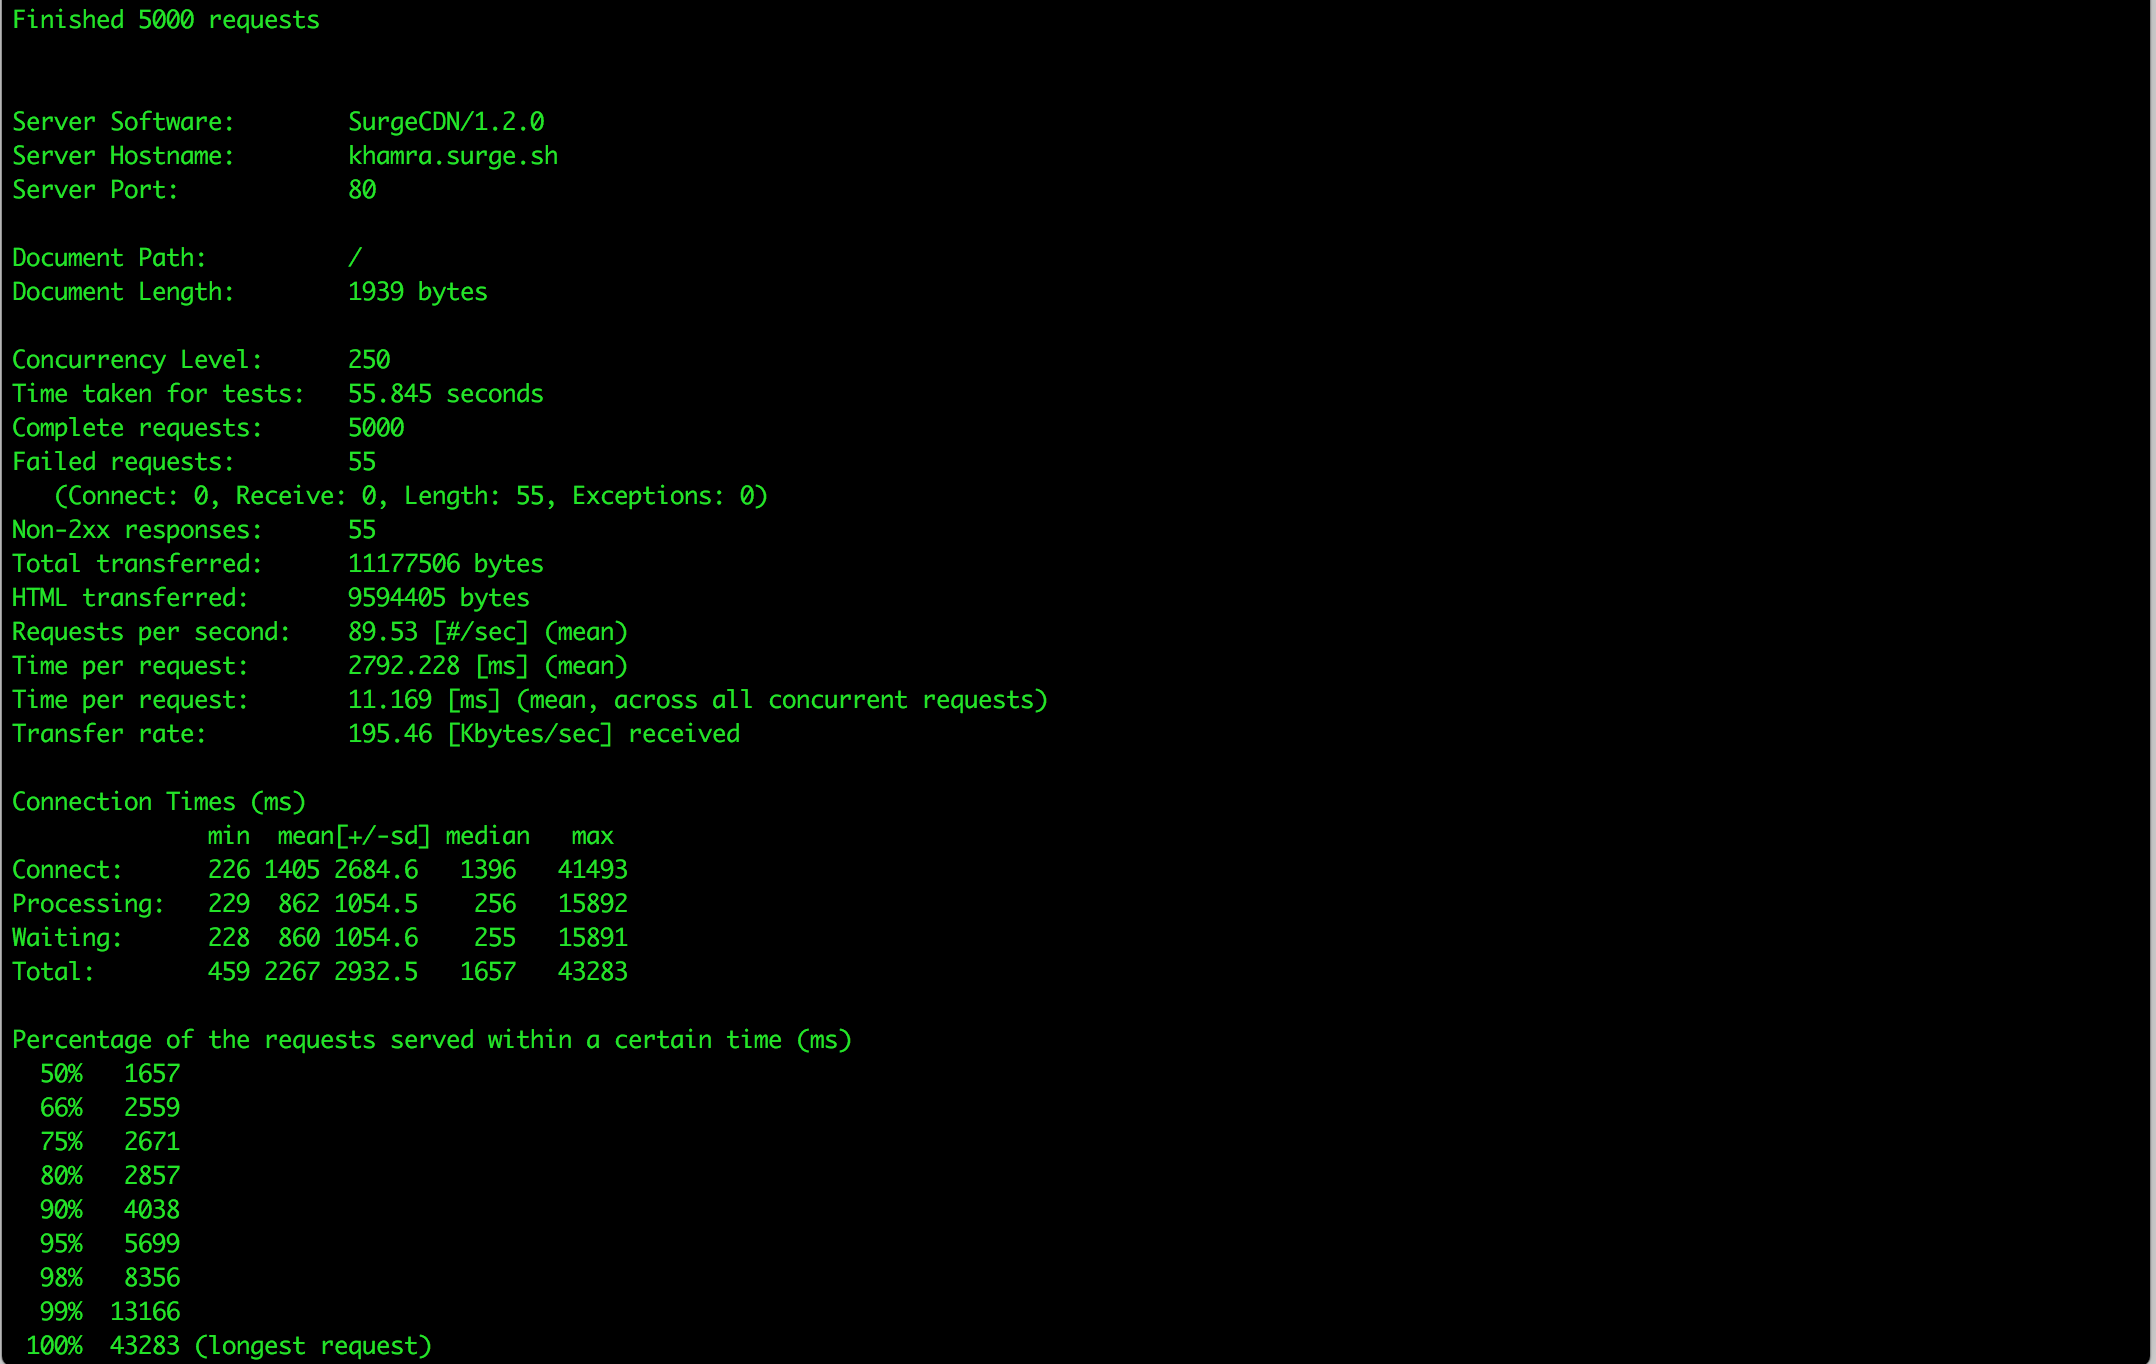 Finished 5000 requests
Server Software:        SurgeCDN/1.2.0
Server Hostname:        khamra.surge.sh
Server Port:            80
Document Path:          /
Document Length:        1939 bytes
Concurrency Level:      250
Time taken for tests:   55.845 seconds
Complete requests:      5000
Failed requests:        55
   (Connect: 0, Receive: 0, Length: 55, Exceptions: 0)
Non-2xx responses:      55
Total transferred:      11177506 bytes
HTML transferred:       9594405 bytes
Requests per second:    89.53 [#/sec] (mean)
Time per request:       2792.228 [ms] (mean)
Time per request:       11.169 [ms] (mean, across all concurrent requests)
Transfer rate:          195.46 [Kbytes/sec] received
Connection Times (ms)
              min  mean[+/-sd] median   max
Connect:      226 1405 2684.6   1396   41493
Processing:   229  862 1054.5    256   15892
Waiting:      228  860 1054.6    255   15891
Total:        459 2267 2932.5   1657   43283
Percentage of the requests served within a certain time (ms)
  50%   1657
  66%   2559
  75%   2671
  80%   2857
  90%   4038
  95%   5699
  98%   8356
  99%  13166
 100%  43283 (longest request)